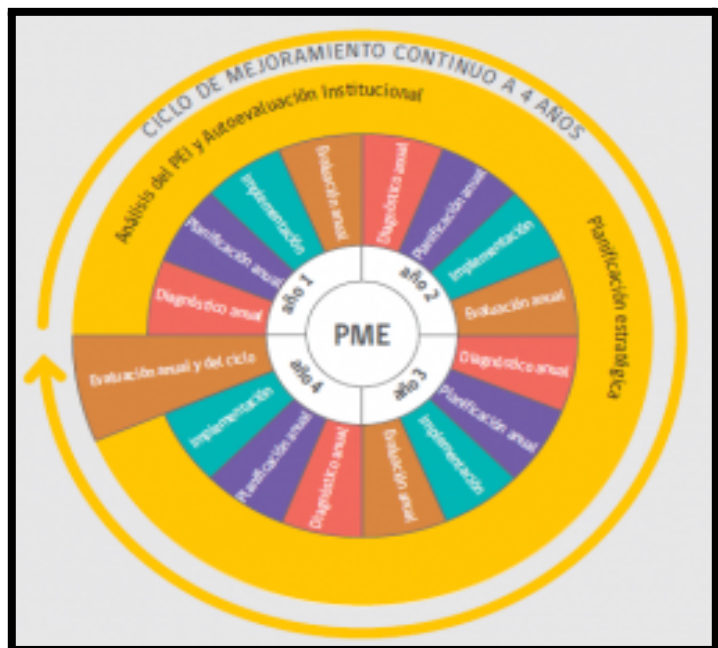 CICLO DE MEJORAMIENTO CONTINUO A 4 AÑOS
Análisis del PEI y Autoevaluación Institucional
Planificación estratégica
PME
año 1
Diagnóstico anual
Planificación anual
Implementación
Evaluación anual
año 2
Diagnóstico anual
Planificación anual
Implementación
Evaluación anual
año 3
Diagnóstico anual
Planificación anual
Implementación
Evaluación anual
año 4
Diagnóstico anual
Planificación anual
Implementación
Evaluación anual y del ciclo